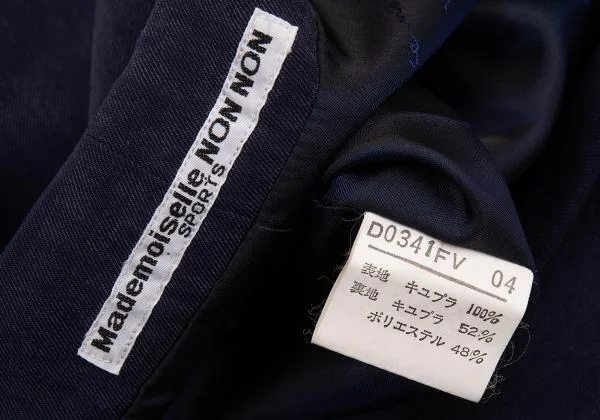 Mademoiselle NON NON
SPORTS
D0341FV 04
表地 キュプラ 100%
裏地 キュプラ 52%
ポリエステル 48%